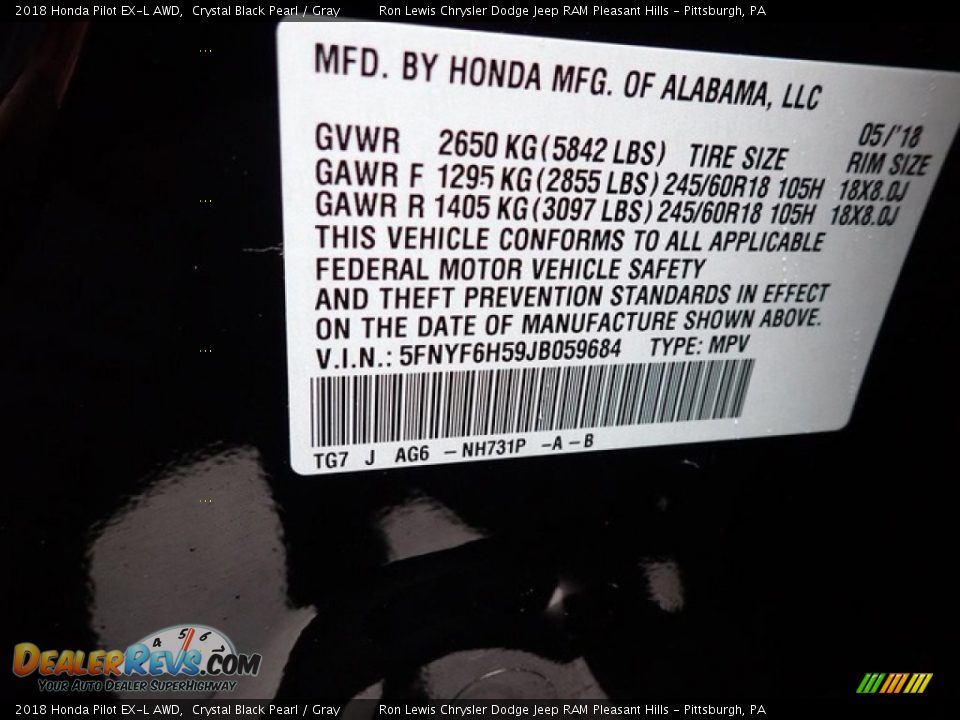 2018 Honda Pilot EX-L AWD,  Crystal Black Pearl / Gray    Ron Lewis Chrysler Dodge Jeep RAM Pleasant Hills - Pittsburgh, PA
MFD. BY HONDA MFG. OF ALABAMA, LLC
05/'18
GVWR 2650 KG(5842 LBS) TIRE SIZE RIM SIZE
GAWR F 1295 KG(2855 LBS) 245/60R18 105H 18X8.0J
GAWR R 1405 KG(3097 LBS) 245/60R18 105H 18X8.0J
THIS VEHICLE CONFORMS TO ALL APPLICABLE
FEDERAL MOTOR VEHICLE SAFETY
AND THEFT PREVENTION STANDARDS IN EFFECT
ON THE DATE OF MANUFACTURE SHOWN ABOVE.
V.I.N.: 5FNYF6H59JB059684 TYPE: MPV
TG7 J AG6 -NH731P -A-B
4 5 6 7
DealerRevs.com
Your Auto Dealer SuperHighway
2018 Honda Pilot EX-L AWD,  Crystal Black Pearl / Gray    Ron Lewis Chrysler Dodge Jeep RAM Pleasant Hills - Pittsburgh, PA